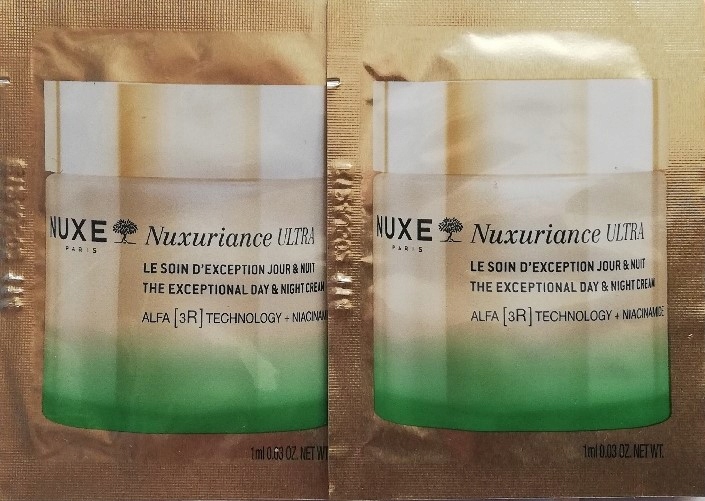 NUXE Nuxuriance ULTRA
PARIS
LE SOIN D'EXCEPTION JOUR & NUIT
THE EXCEPTIONAL DAY & NIGHT CREAM
ALFA [3R] TECHNOLOGY + NIACINAMI
1ml 0.03 OZ. NET WT
NUXE Nuxuriance ULTRA
PARIS
LE SOIN D'EXCEPTION JOUR & NUIT
THE EXCEPTIONAL DAY & NIGHT CREAM
ALFA [3R] TECHNOLOGY + NIACINAMIDE
1ml 0.03 OZ. NET WT.